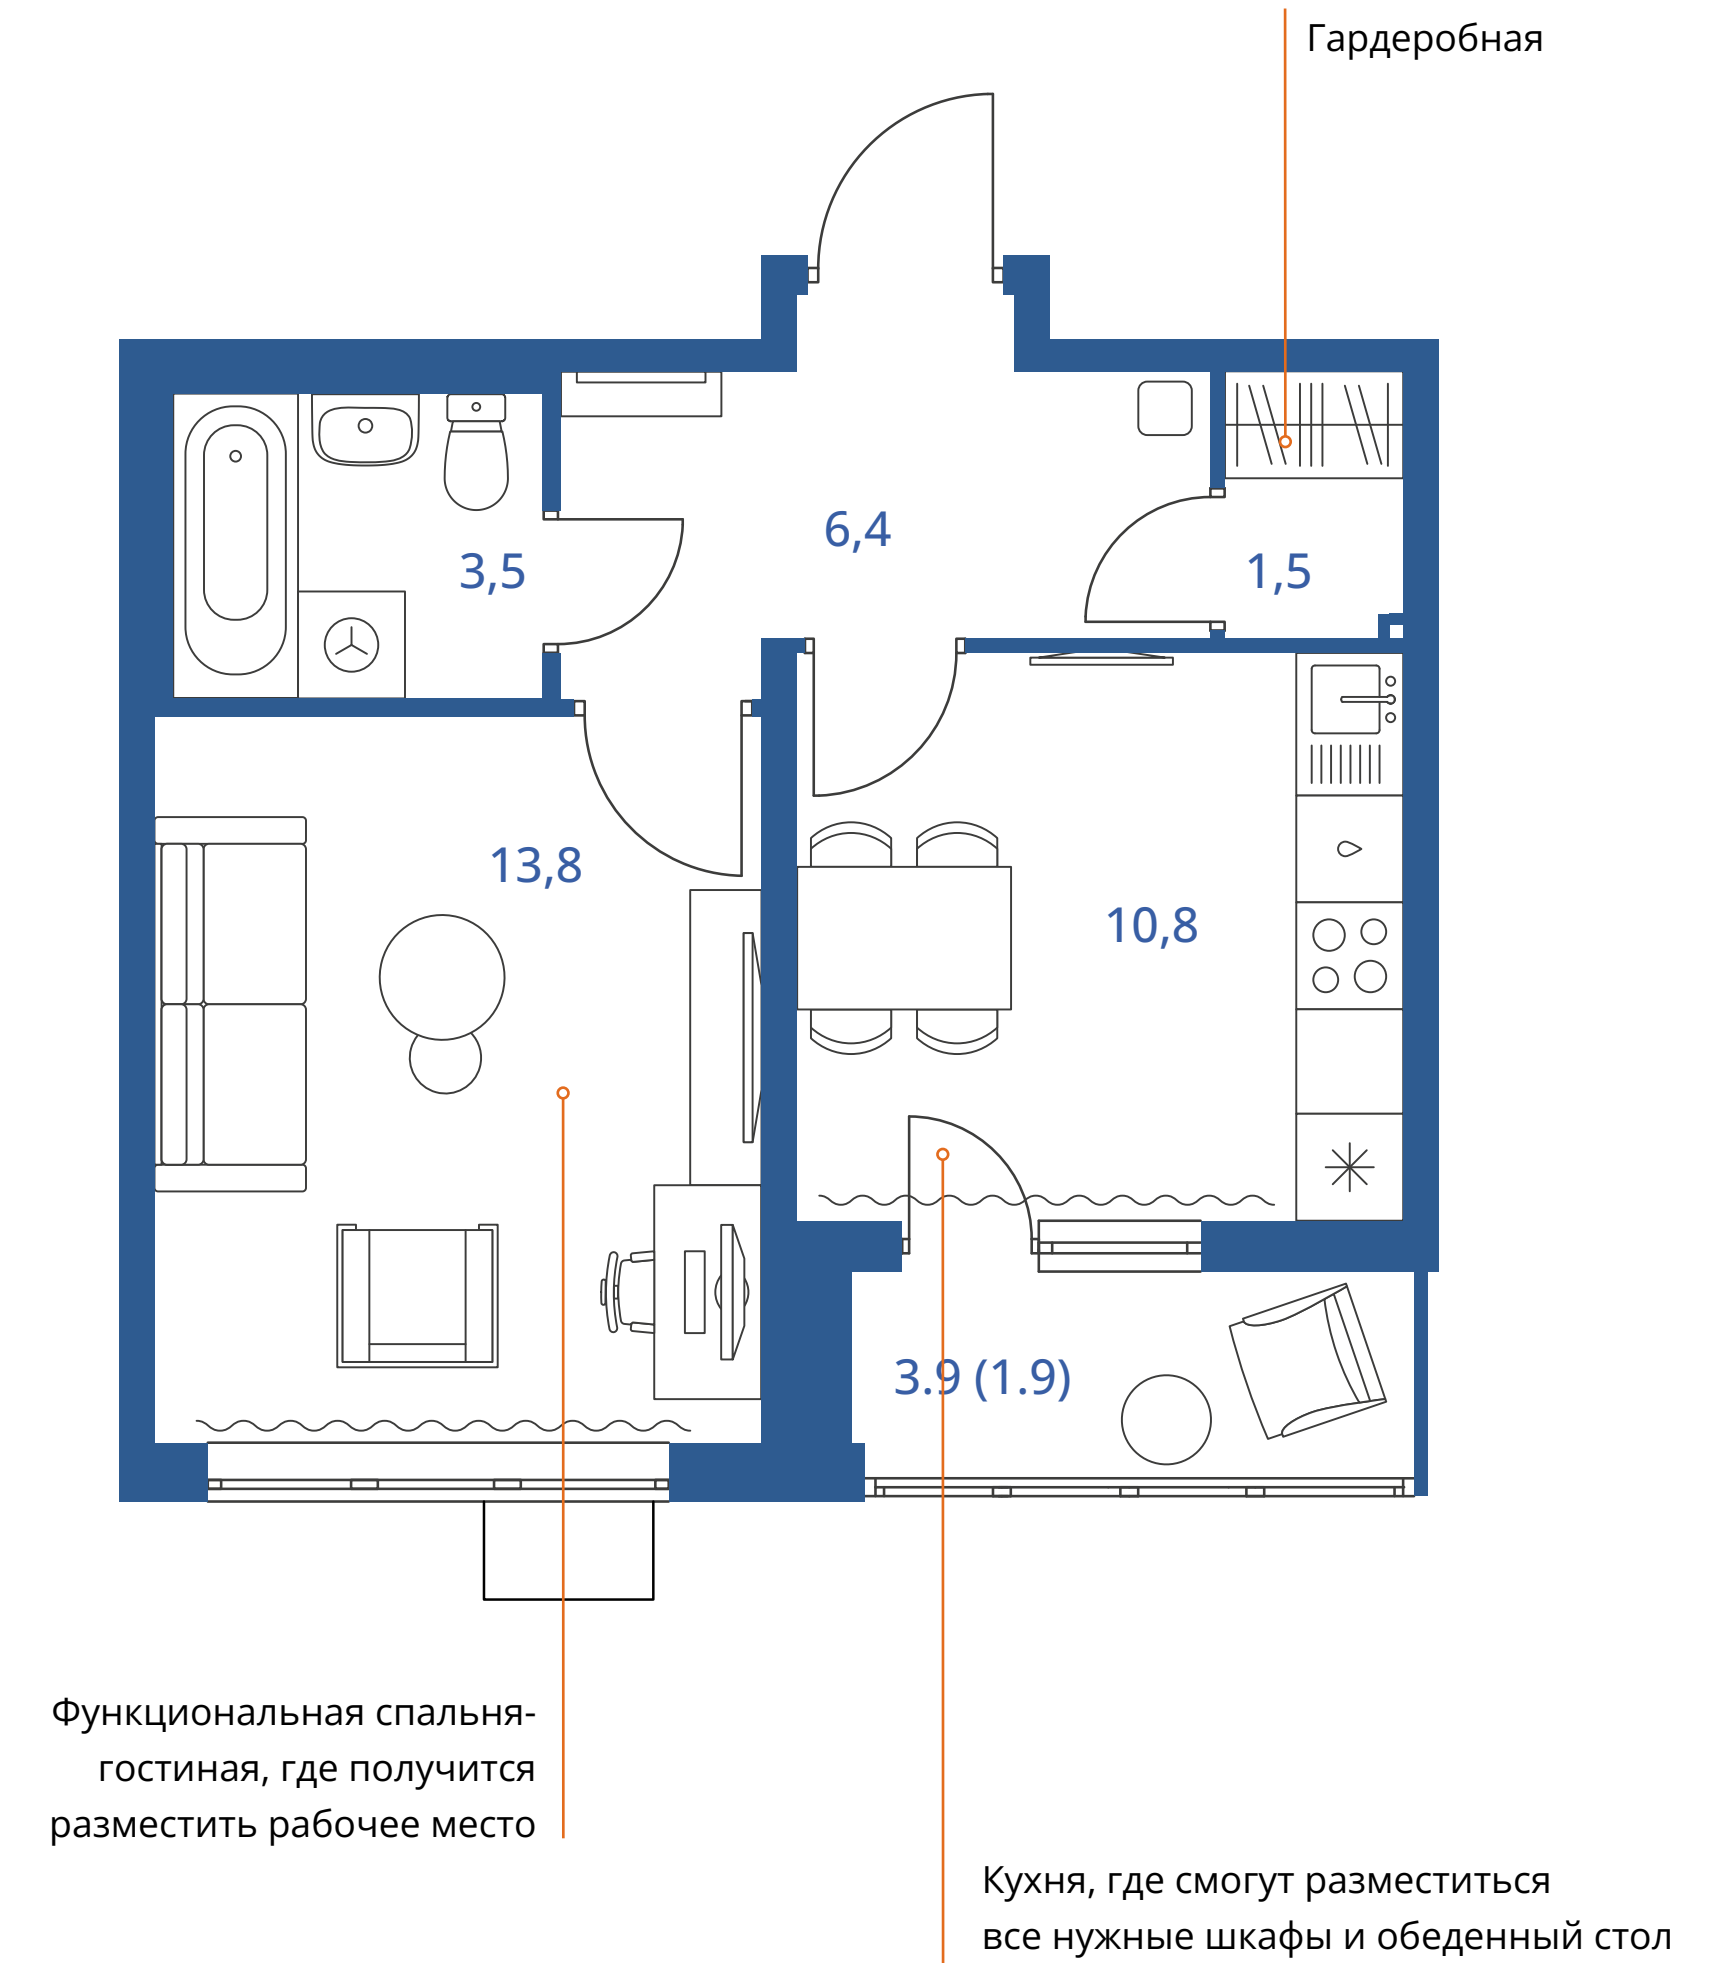 Гардеробная
6,4
3,5
1,5
13,8
10,8
3.9 (1.9)
Функциональная спальня-
гостиная, где получится
разместить рабочее место
Кухня, где смогут разместиться
все нужные шкафы и обеденный стол